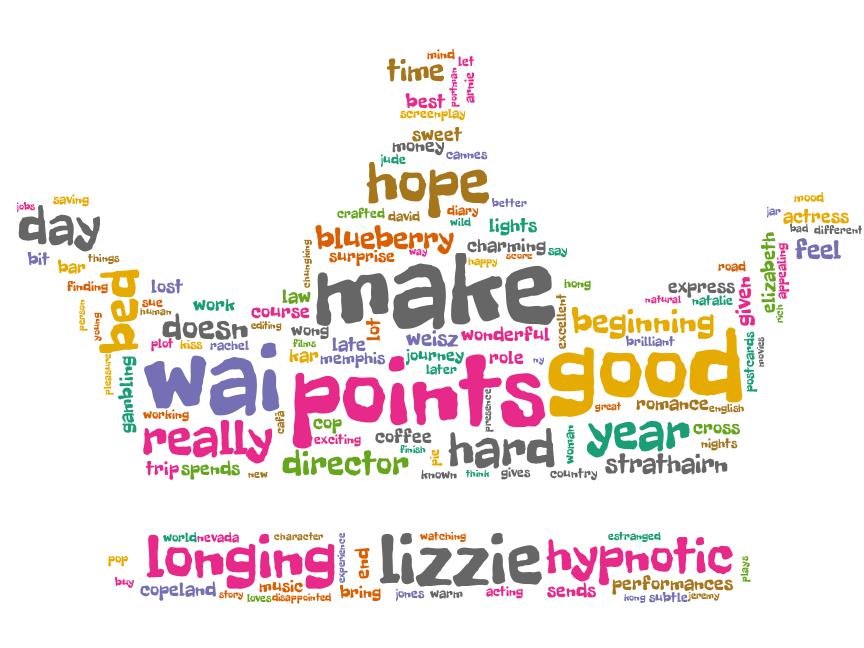 mind
time
let
portman
arnie
best
screenplay
sweet
money
cannes
jude
hope
better
crafted
david
diary
wild
lights
blueberry
surprise
way
charming
say
happy
score
chungking
make
jobs
saving
day
bit
bar
things
finding
bed
lost
person
young
sue
human
work
law
course
doesn
editing
wong
lot
plot
kiss
rachel
films
late
kar
memphis
weisz
wonderful
journey
role
ny
later
pleasure
gambling
wai
points
good
working
café
really
cop
exciting
coffee
finish
presence
pie
hard
trip
spends
new
director
known
think
gives
country
woman
year
cross
nights
strathairn
great
romance
english
hong
excellent
beginning
brilliant
natural
natalie
express
road
given
elizabeth
appealing
rich
postcards
movies
mood
jar
actress
bad
different
feel
pop
buy
world
nevada
character
longing
experience
end
watching
lizzie
estranged
hypnotic
plays
copeland
story
music
loves
disappointed
bring
jones
warm
acting
sends
performances
kong
subtle
jeremy